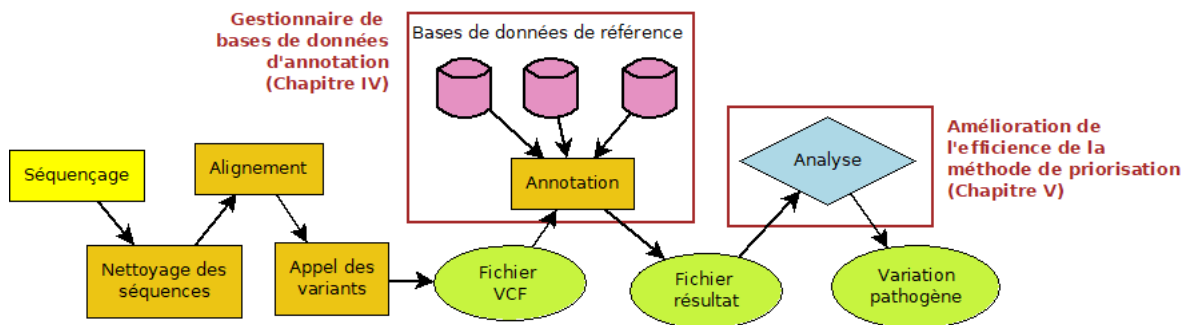 Gestionnaire de
bases de données
d'annotation
(Chapitre IV)
Bases de données de référence
Séquençage
Alignement
Annotation
Analyse
Amélioration de
l'efficience de la
méthode de priorisation
(Chapitre V)
Nettoyage des
séquences
Appel des
variants
Fichier
VCF
Fichier
résultat
Variation
pathogène